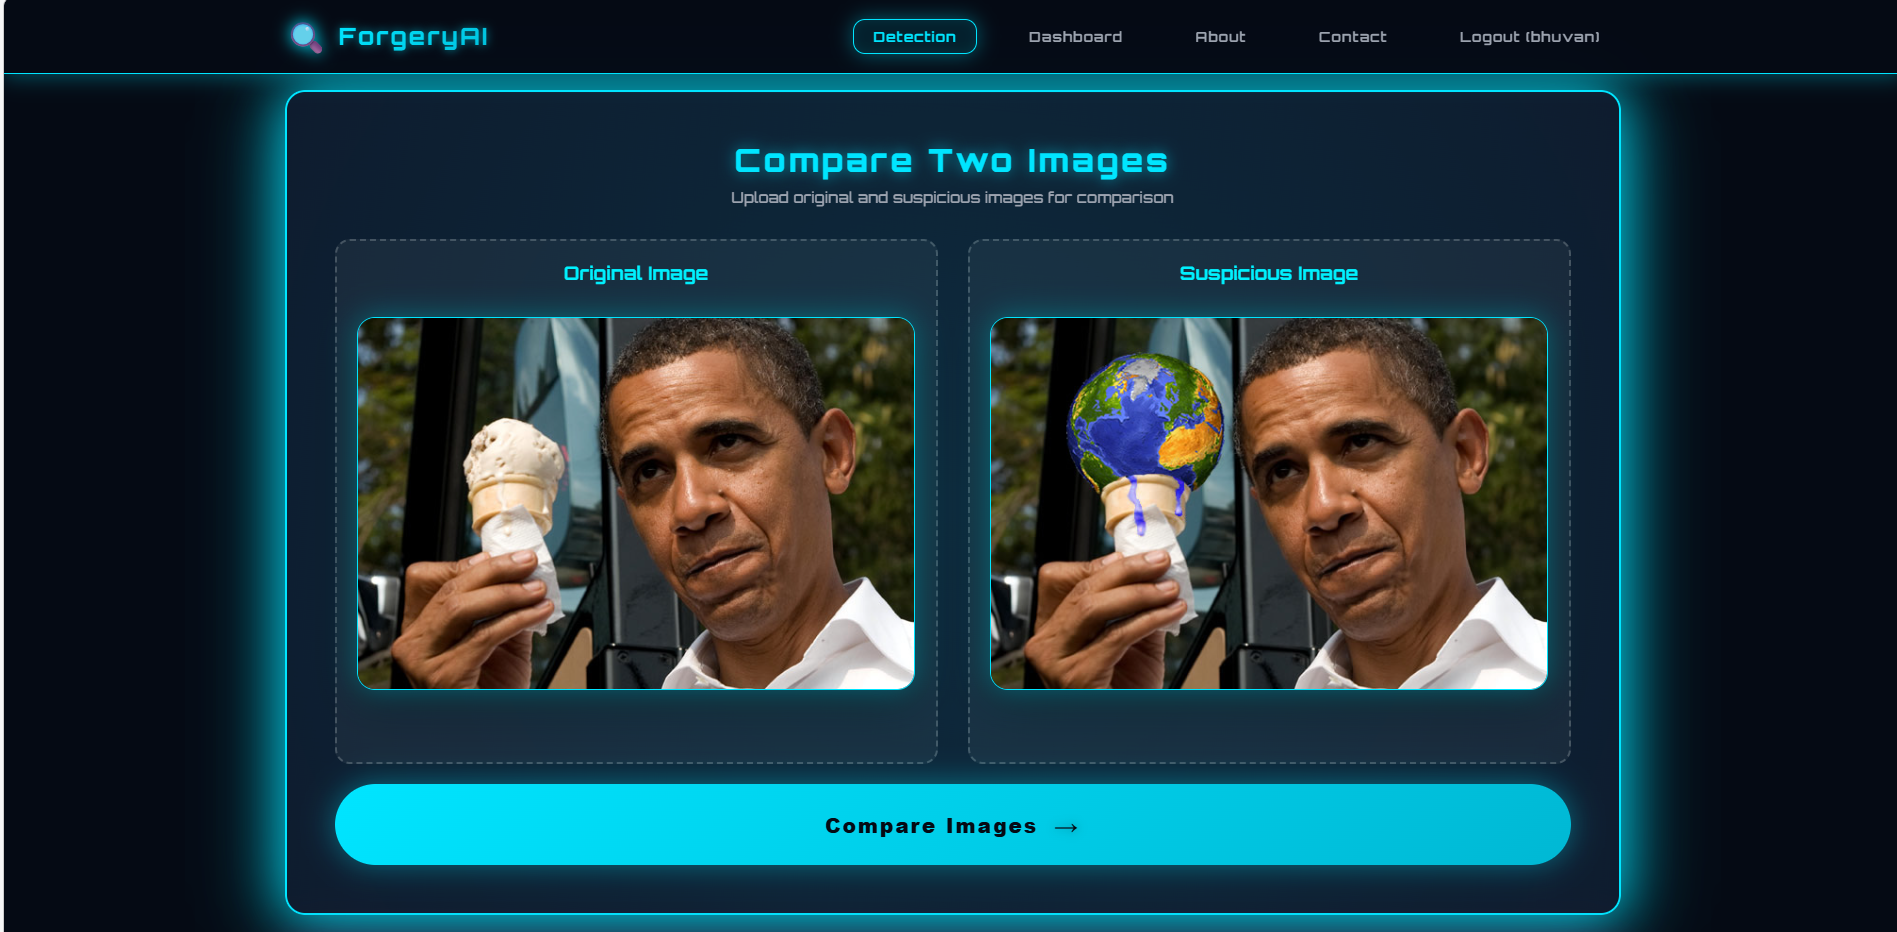 ForgeryAI
Detection
Dashboard
About
Contact
Logout (bhuvan)
Compare Two Images
Upload original and suspicious images for comparison
Original Image
Suspicious Image
Compare Images →